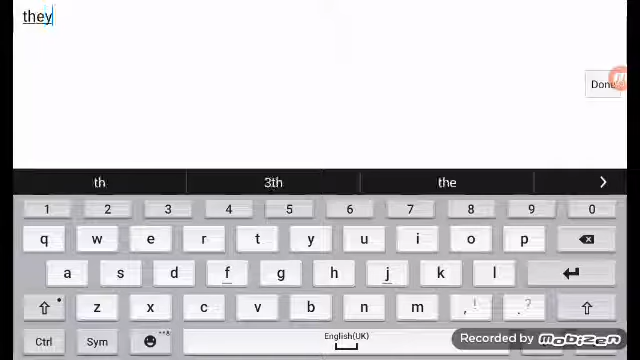 they
Done
th 3th the >
1 2 3 4 5 6 7 8 9 0
q w e r t y u i o p
a s d f g h j k l
z x c v b n m , ! . ?
Ctrl Sym English(UK)
Recorded by MOBIZEN